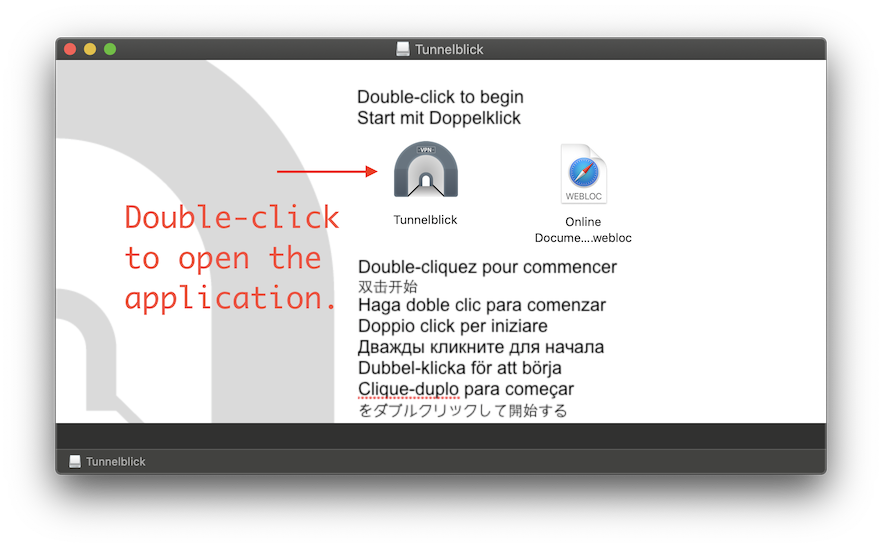 Tunnelblick
Double-click to begin
Start mit Doppelklick
VPN
Tunnelblick
WEBLOC
Online
Docume....webloc
Double-click
to open the
application.
Double-cliquez pour commencer
双击开始
Haga doble clic para comenzar
Doppio click per iniziare
Дважды кликните для начала
Dubbel-klicka för att börja
Clique-duplo para começar
をダブルクリックして開始する
Tunnelblick